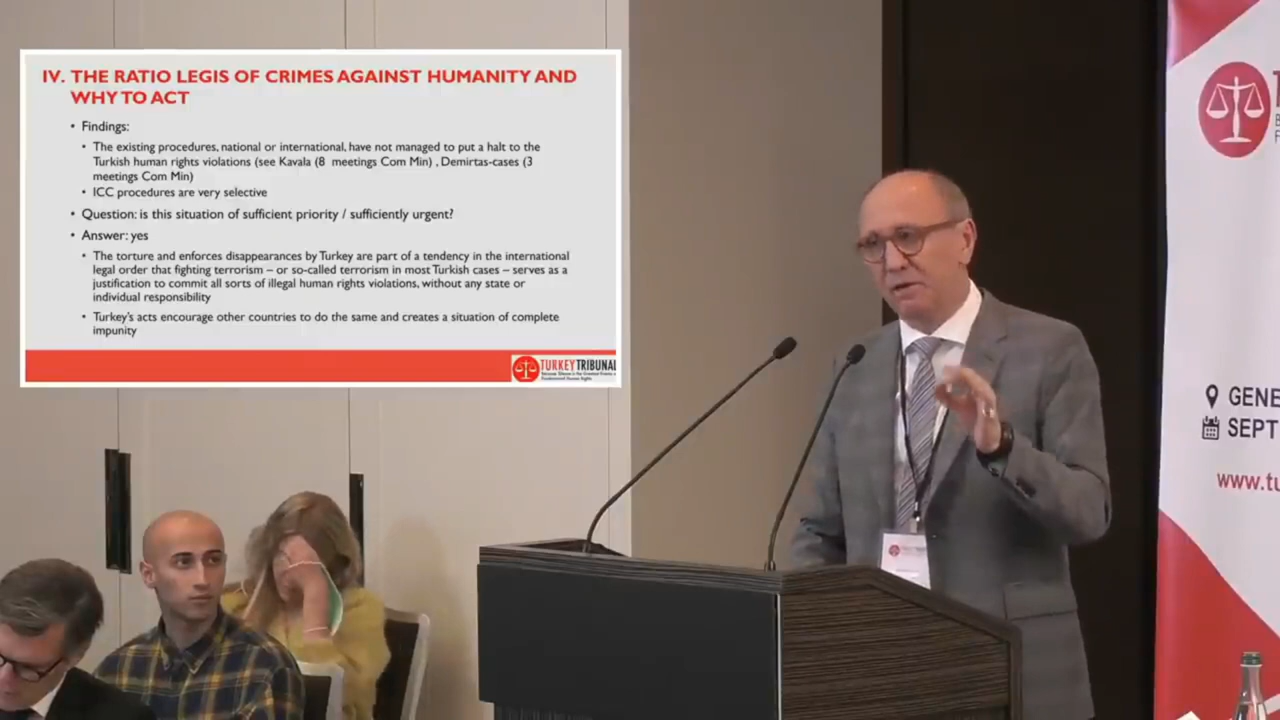 IV. THE RATIO LEGIS OF CRIMES AGAINST HUMANITY AND
WHY TO ACT
• Findings:
• The existing procedures, national or international, have not managed to put a halt to the
Turkish human rights violations (see Kavala (8 meetings Com Min) , Demirtas-cases (3
meetings Com Min)
• ICC procedures are very selective
• Question: is this situation of sufficient priority / sufficiently urgent?
• Answer: yes
• The torture and enforces disappearances by Turkey are part of a tendency in the international
legal order that fighting terrorism – or so-called terrorism in most Turkish cases – serves as a
justification to commit all sorts of illegal human rights violations, without any state or
individual responsibility
• Turkey's acts encourage other countries to do the same and creates a situation of complete
impunity
TURKEYTRIBUNAL
Fundamental Human Rights
GENE
SEPT
www.tu